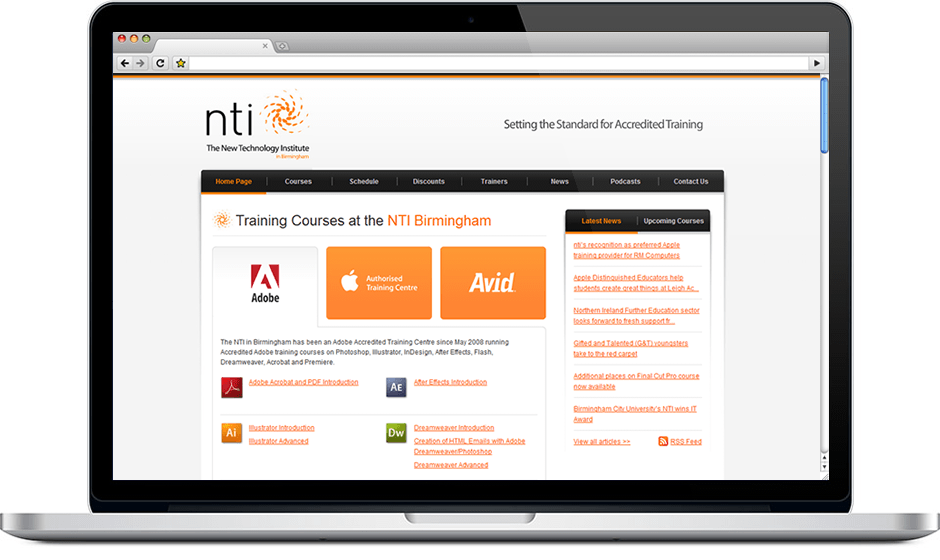 nti
The New Technology Institute
in Birmingham
Setting the Standard for Accredited Training
Home Page
Courses
Schedule
Discounts
Trainers
News
Podcasts
Contact Us
Training Courses at the NTI Birmingham
Adobe
Authorised
Training Centre
Avid
The NTI in Birmingham has been an Adobe Accredited Training Centre since May 2008 running
Accredited Adobe training courses on Photoshop, Illustrator, InDesign, After Effects, Flash,
Dreamweaver, Acrobat and Premiere.
Adobe Acrobat and PDF Introduction
AE
After Effects Introduction
Ai
Illustrator Introduction
Illustrator Advanced
Dw
Dreamweaver Introduction
Creation of HTML Emails with Adobe
Dreamweaver/Photoshop
Dreamweaver Advanced
Latest News
Upcoming Courses
nti's recognition as preferred Apple
training provider for RM Computers
Apple Distinguished Educators help
students create great things at Leigh Ac...
Northern Ireland Further Education sector
looks forward to fresh support fr...
Gifted and Talented (G&T) youngsters
take to the red carpet
Additional places on Final Cut Pro course
now available
Birmingham City University's NTI wins IT
Award
View all articles >>
RSS Feed